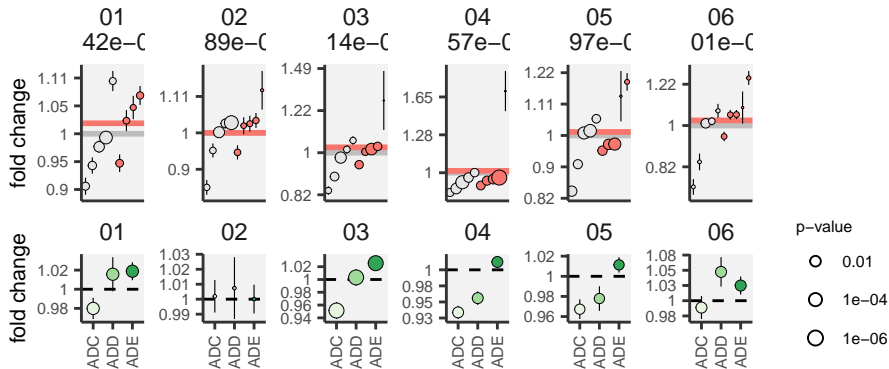 01 02 03 04 05 06
42e−0 89e−0 14e−0 57e−0 97e−0 01e−0
fold change
1.11 1.05 1 0.95 0.9
1.11 1 0.9
1.49 1.22 1 0.82
1.65 1.28 1
1.22 1.11 1 0.9 0.82
1.22 1 0.82
01 02 03 04 05 06
fold change
1.02 1 0.98
1.03 1.03 1.01 1 0.99
1.02 1 0.98 0.96 0.94
1 0.98 0.95 0.93
1.02 1 0.98 0.96
1.08 1.05 1.03 1 0.98
ADC ADD ADE
ADC ADD ADE
ADC ADD ADE
ADC ADD ADE
ADC ADD ADE
ADC ADD ADE
p−value
0.01
1e−04
1e−06